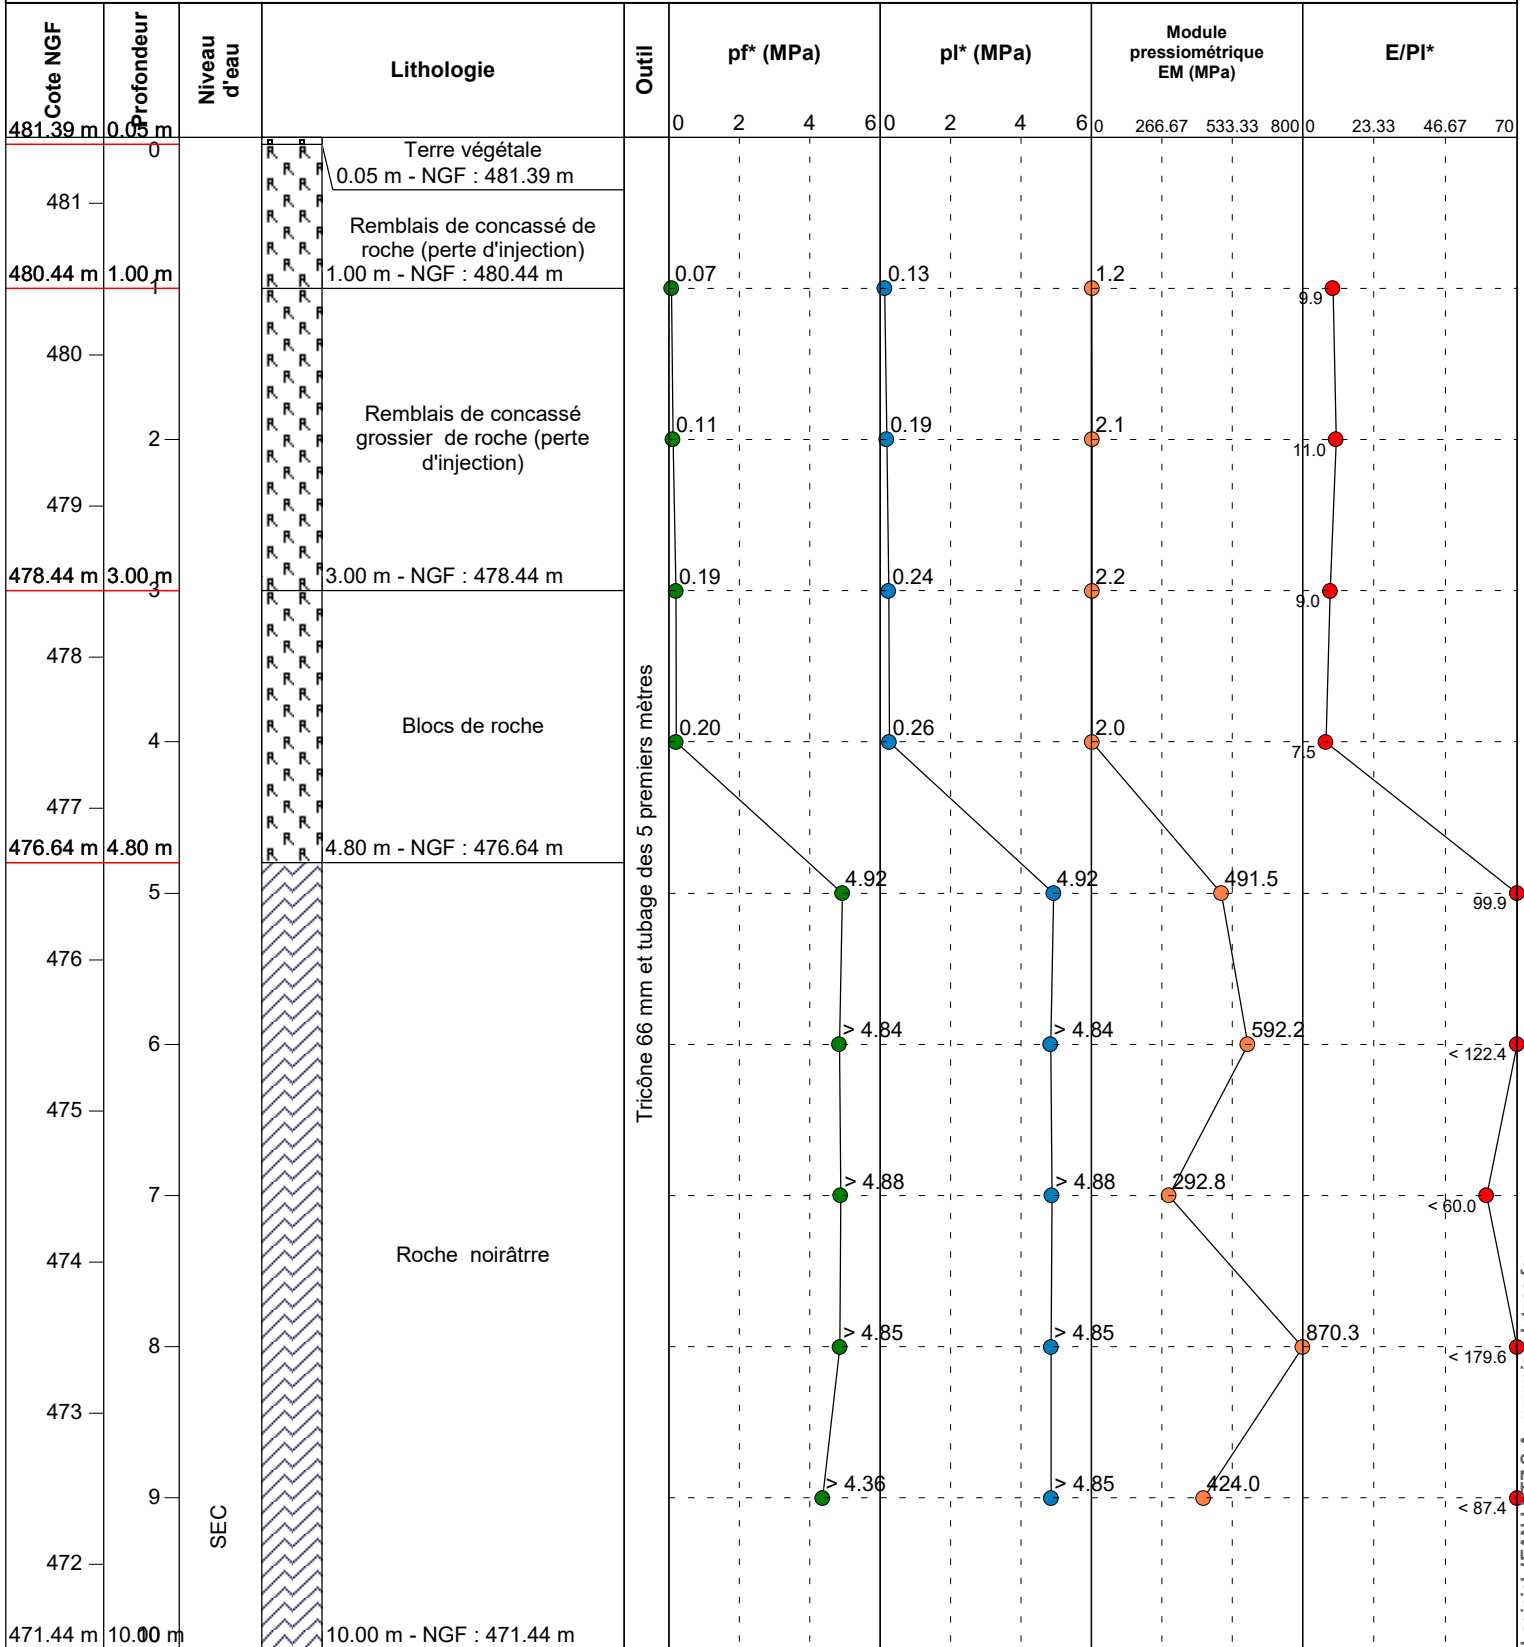 Cote NGF
Profondeur
Niveau
d'eau
Lithologie
Outil
pf* (MPa)
pl* (MPa)
Module
pressiométrique
EM (MPa)
E/Pl*
0 2 4 6
0 2 4 6
0 266.67 533.33 800
0 23.33 46.67 70
481.39 m 0.05 m
0
Terre végétale
0.05 m - NGF : 481.39 m
481
Remblais de concassé de
roche (perte d'injection)
480.44 m 1.00 m
1.00 m - NGF : 480.44 m
1
0.07 0.13 1.2 9.9
480
Remblais de concassé
grossier de roche (perte
d'injection)
2
0.11 0.19 2.1 11.0
479
478.44 m 3.00 m
3.00 m - NGF : 478.44 m
3
0.19 0.24 2.2 9.0
478
Blocs de roche
4
0.20 0.26 2.0 7.5
477
476.64 m 4.80 m
4.80 m - NGF : 476.64 m
5
4.92 4.92 491.5 99.9
Tricône 66 mm et tubage des 5 premiers mètres
476
6
> 4.84 > 4.84 592.2 < 122.4
475
7
> 4.88 > 4.88 292.8 < 60.0
474
Roche noirâtrre
8
> 4.85 > 4.85 870.3 < 179.6
473
9
> 4.36 > 4.85 424.0 < 87.4
SEC
472
471.44 m 10.00 m
10
10.00 m - NGF : 471.44 m